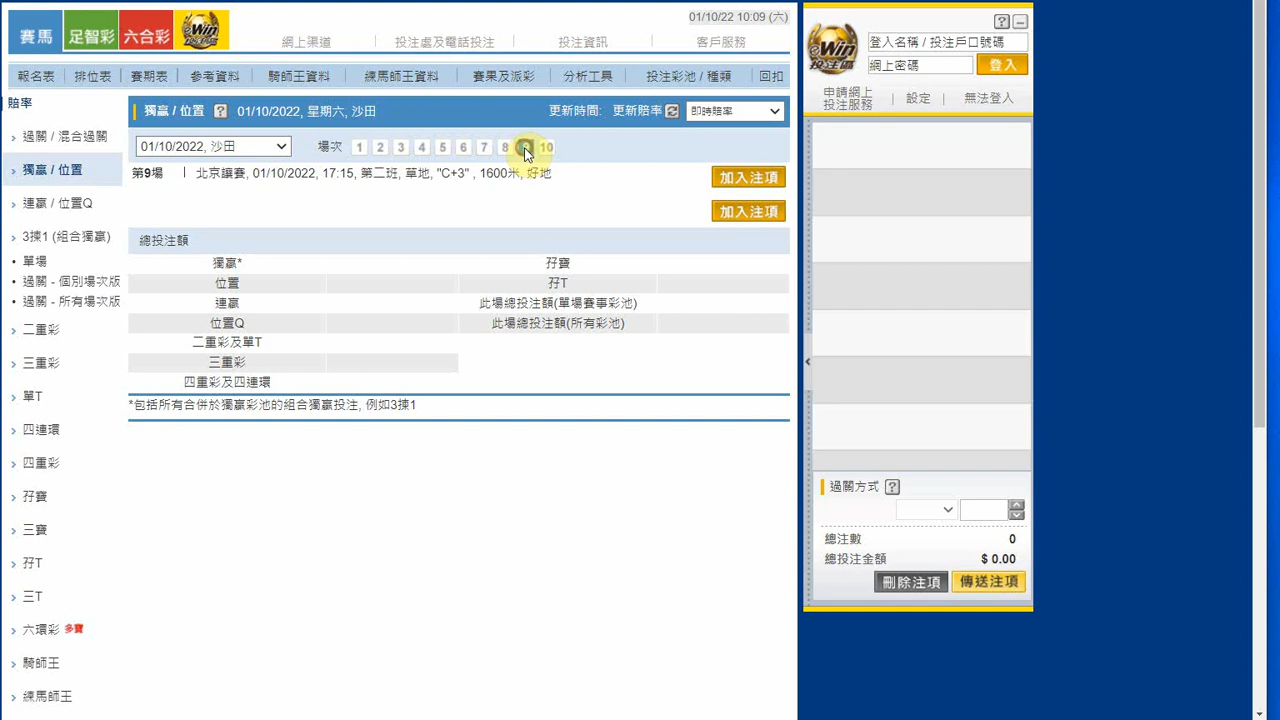 賽馬 足智彩 六合彩 eWin 投注區
01/10/22 10:09 (六)
網上渠道 投注處及電話投注 投注資訊 客戶服務
報名表 排位表 賽期表 參考資料 騎師王資料 練馬師王資料 賽果及派彩 分析工具 投注彩池 / 種類 回扣
賠率
過關 / 混合過關
獨贏 / 位置
連贏 / 位置Q
3揀1 (組合獨贏)
單場
過關 - 個別場次版
過關 - 所有場次版
二重彩
三重彩
單T
四連環
四重彩
孖寶
三寶
孖T
三T
六環彩 多寶
騎師王
練馬師王
獨贏 / 位置 ? 01/10/2022, 星期六, 沙田 更新時間: 更新賠率 即時賠率
01/10/2022, 沙田 場次 1 2 3 4 5 6 7 8 10
第9場 北京讓賽, 01/10/2022, 17:15, 第二班, 草地, "C+3" , 1600米, 好地
加入注項
加入注項
總投注額
獨贏* 孖寶
位置 孖T
連贏 此場總投注額(單場賽事彩池)
位置Q 此場總投注額(所有彩池)
二重彩及單T
三重彩
四重彩及四連環
*包括所有合併於獨贏彩池的組合獨贏投注, 例如3揀1
?
eWin 投注區
登入名稱 / 投注戶口號碼
網上密碼 登入
申請網上
投注服務 設定 無法登入
過關方式 ?
總注數 0
總投注金額 $ 0.00
刪除注項 傳送注項